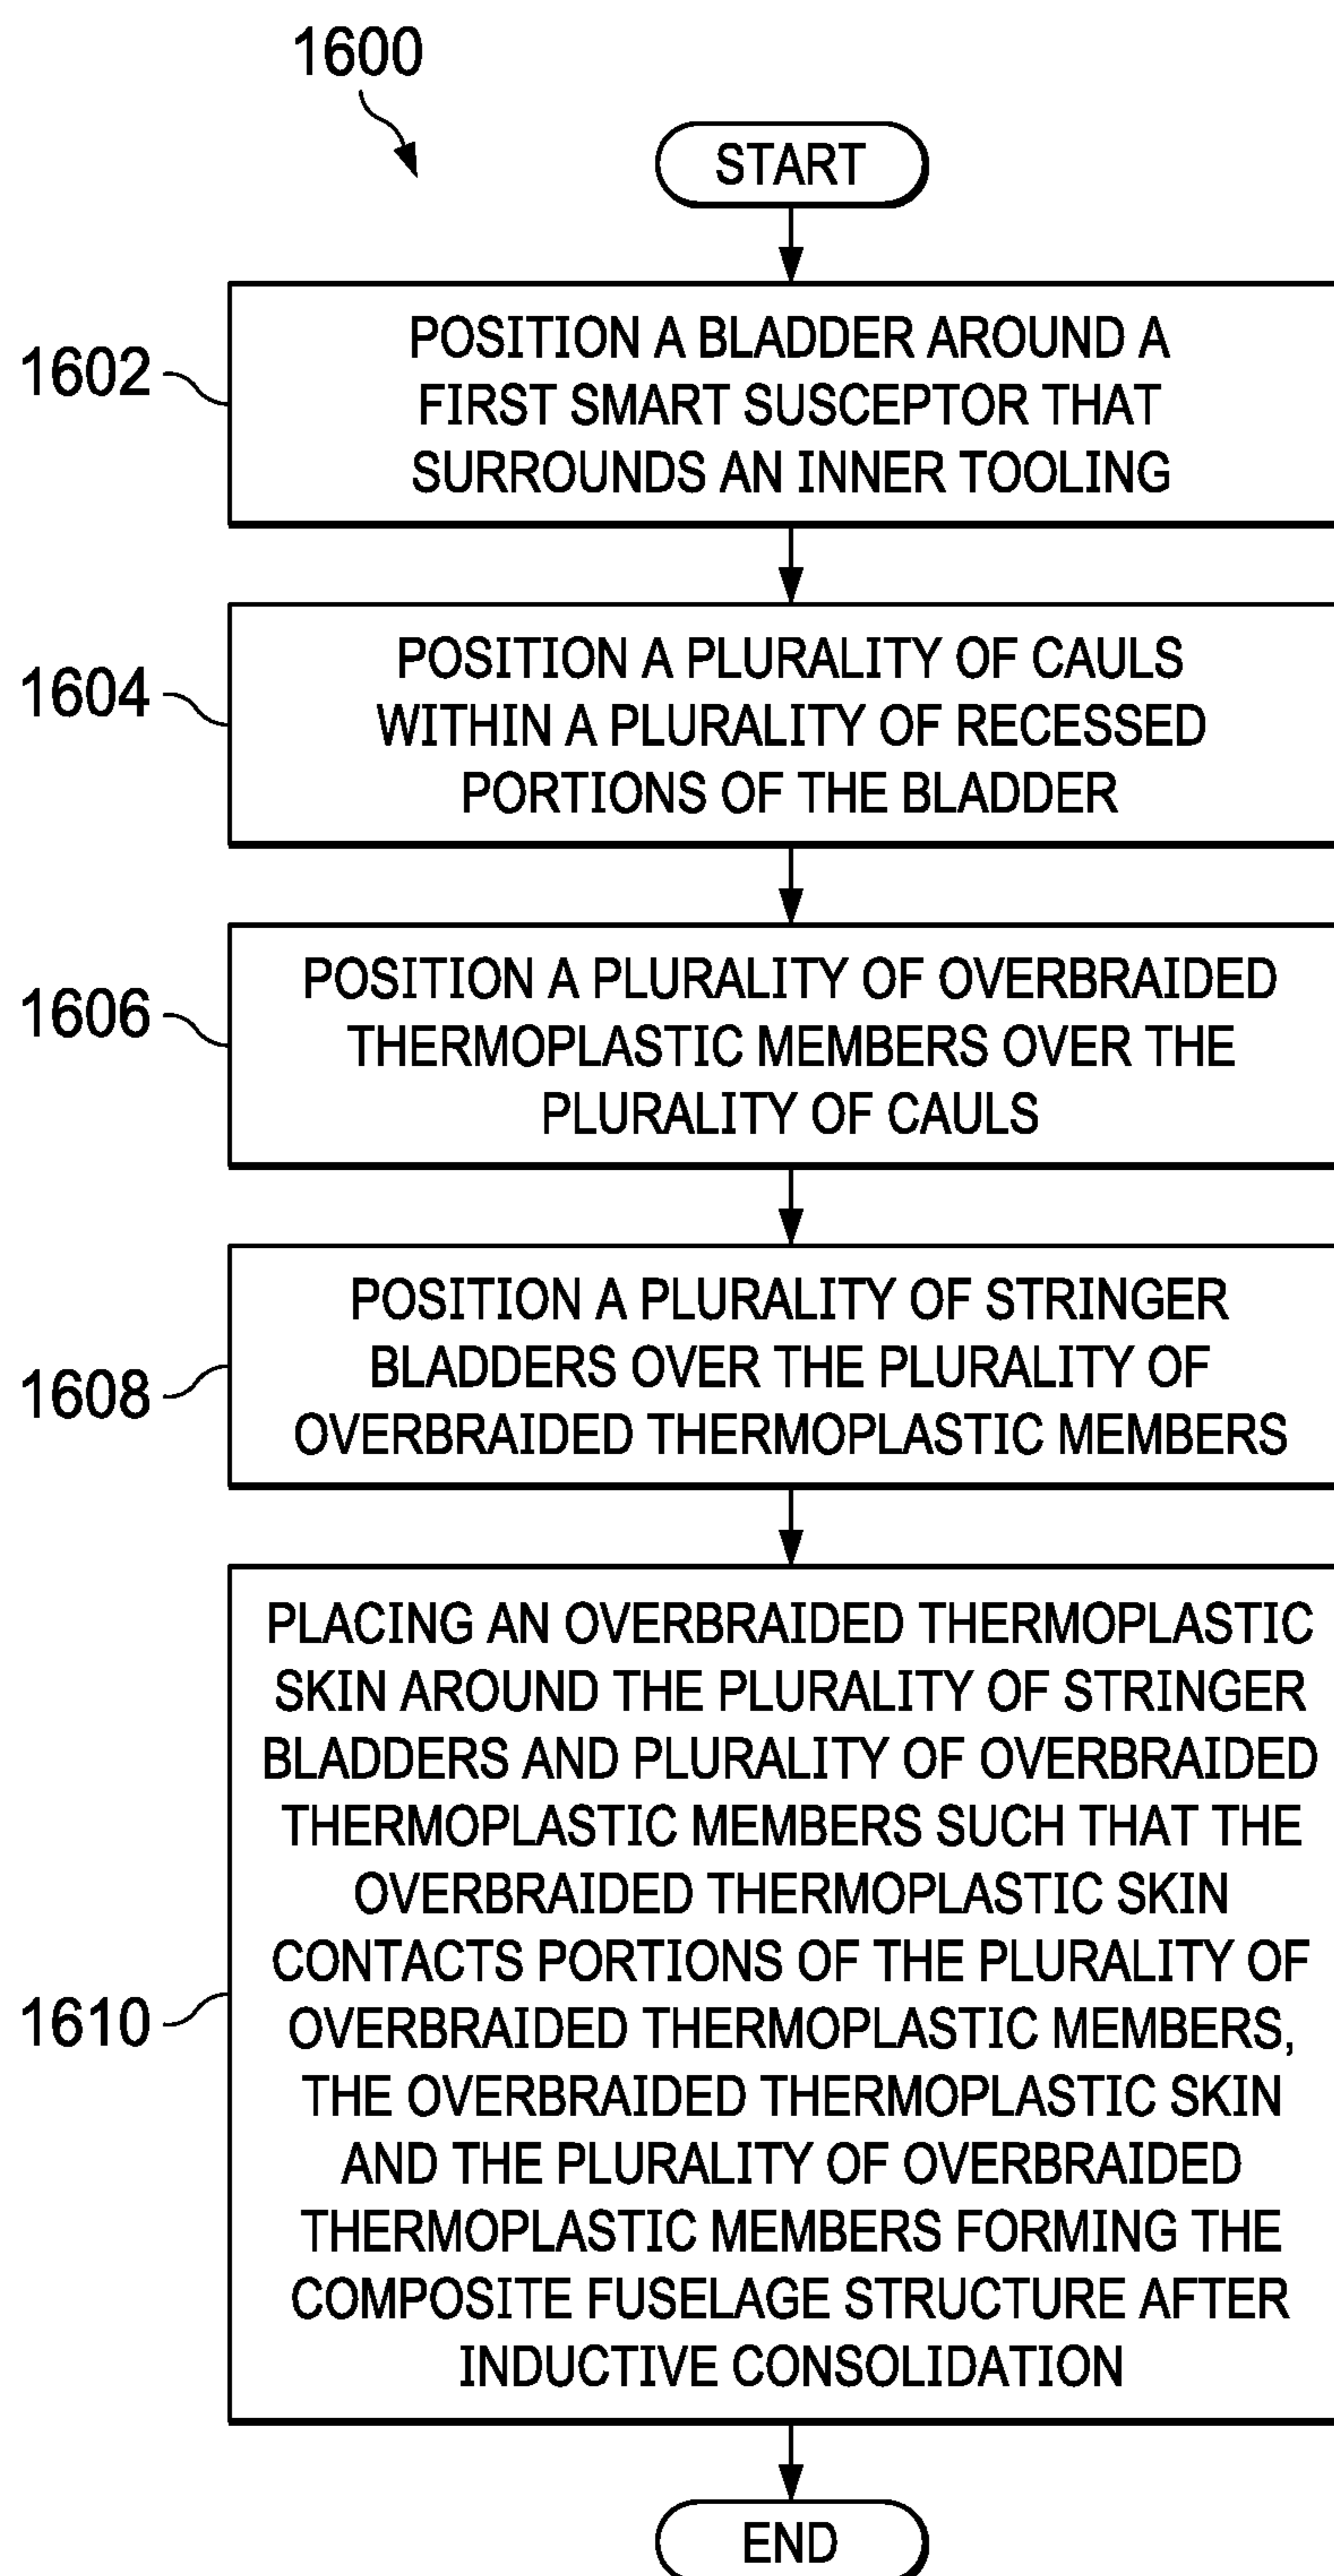 1600
START
1602
POSITION A BLADDER AROUND A
FIRST SMART SUSCEPTOR THAT
SURROUNDS AN INNER TOOLING
1604
POSITION A PLURALITY OF CAULS
WITHIN A PLURALITY OF RECESSED
PORTIONS OF THE BLADDER
1606
POSITION A PLURALITY OF OVERBRAIDED
THERMOPLASTIC MEMBERS OVER THE
PLURALITY OF CAULS
1608
POSITION A PLURALITY OF STRINGER
BLADDERS OVER THE PLURALITY OF
OVERBRAIDED THERMOPLASTIC MEMBERS
1610
PLACING AN OVERBRAIDED THERMOPLASTIC
SKIN AROUND THE PLURALITY OF STRINGER
BLADDERS AND PLURALITY OF OVERBRAIDED
THERMOPLASTIC MEMBERS SUCH THAT THE
OVERBRAIDED THERMOPLASTIC SKIN
CONTACTS PORTIONS OF THE PLURALITY OF
OVERBRAIDED THERMOPLASTIC MEMBERS,
THE OVERBRAIDED THERMOPLASTIC SKIN
AND THE PLURALITY OF OVERBRAIDED
THERMOPLASTIC MEMBERS FORMING THE
COMPOSITE FUSELAGE STRUCTURE AFTER
INDUCTIVE CONSOLIDATION
END